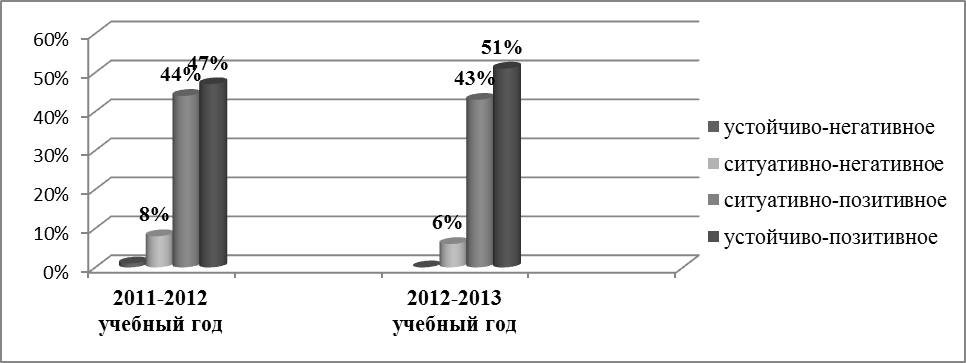 60%
50%
40%
30%
20%
10%
0%
8%
44%
47%
6%
43%
51%
2011-2012
учебный год
2012-2013
учебный год
устойчиво-негативное
ситуативно-негативное
ситуативно-позитивное
устойчиво-позитивное